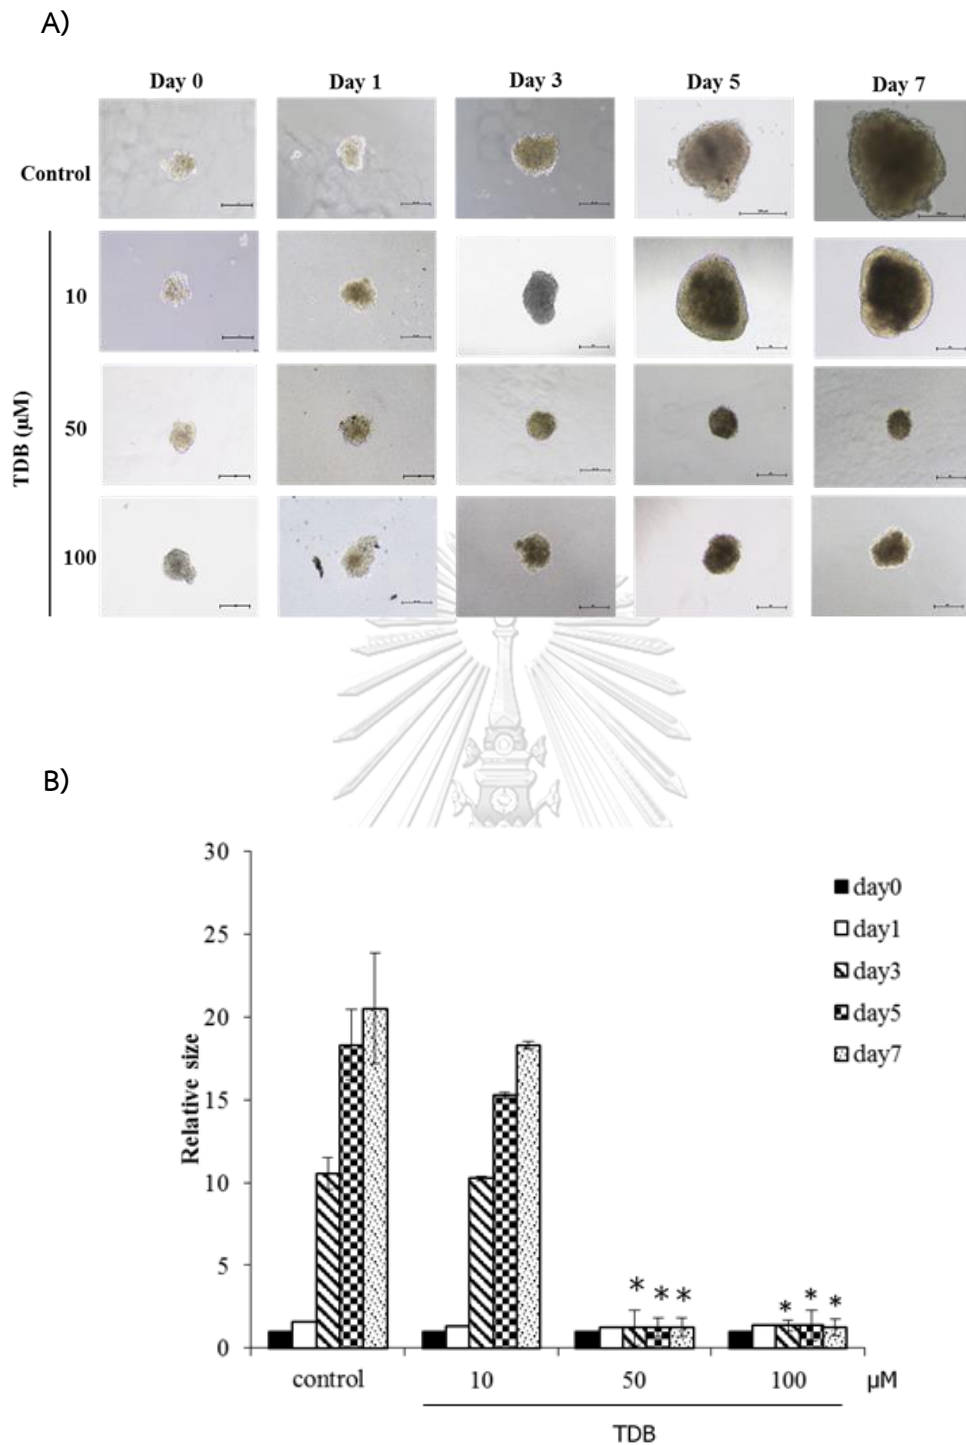 A)
Day 0 Day 1 Day 3 Day 5 Day 7
Control
10
50
100
TDB (µM)
B)
30
25
20
15
10
5
0
Relative size
day0
day1
day3
day5
day7
* * * * * *
control 10 50 100 µM
TDB